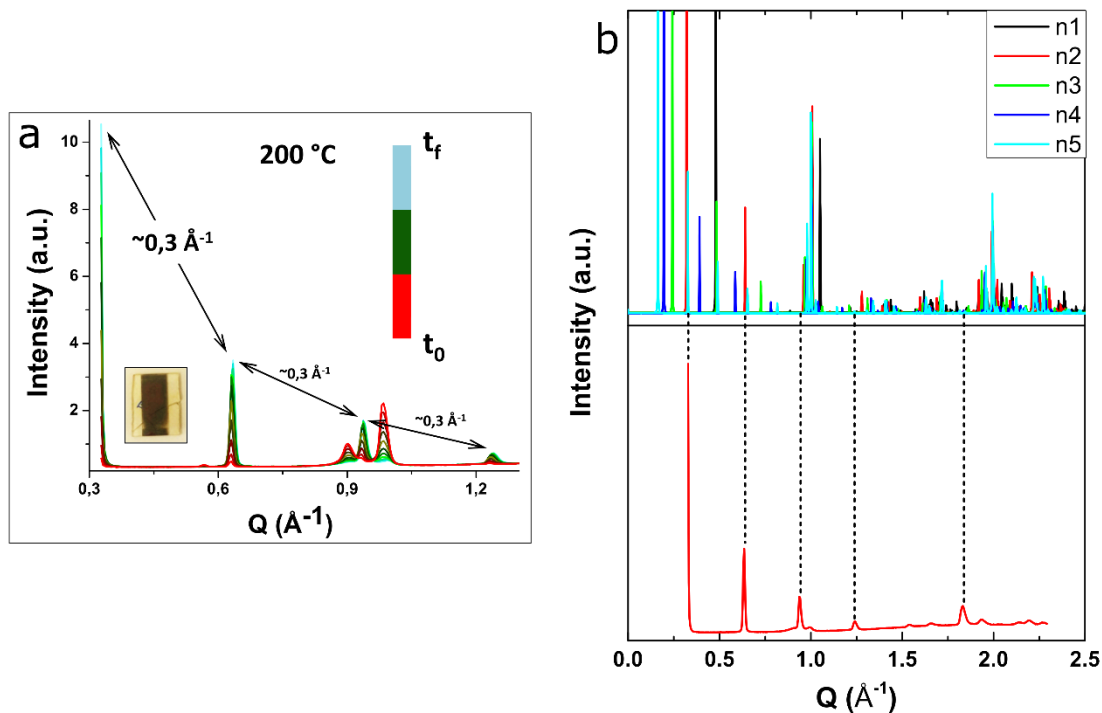 a
200 °C
t_f
t_0
~0,3 Å⁻¹
~0,3 Å⁻¹
~0,3 Å⁻¹
10
8
6
4
2
Intensity (a.u.)
0,3
0,6
0,9
1,2
Q (Å⁻¹)
b
n1
n2
n3
n4
n5
Intensity (a.u.)
0.0
0.5
1.0
1.5
2.0
2.5
Q (Å⁻¹)